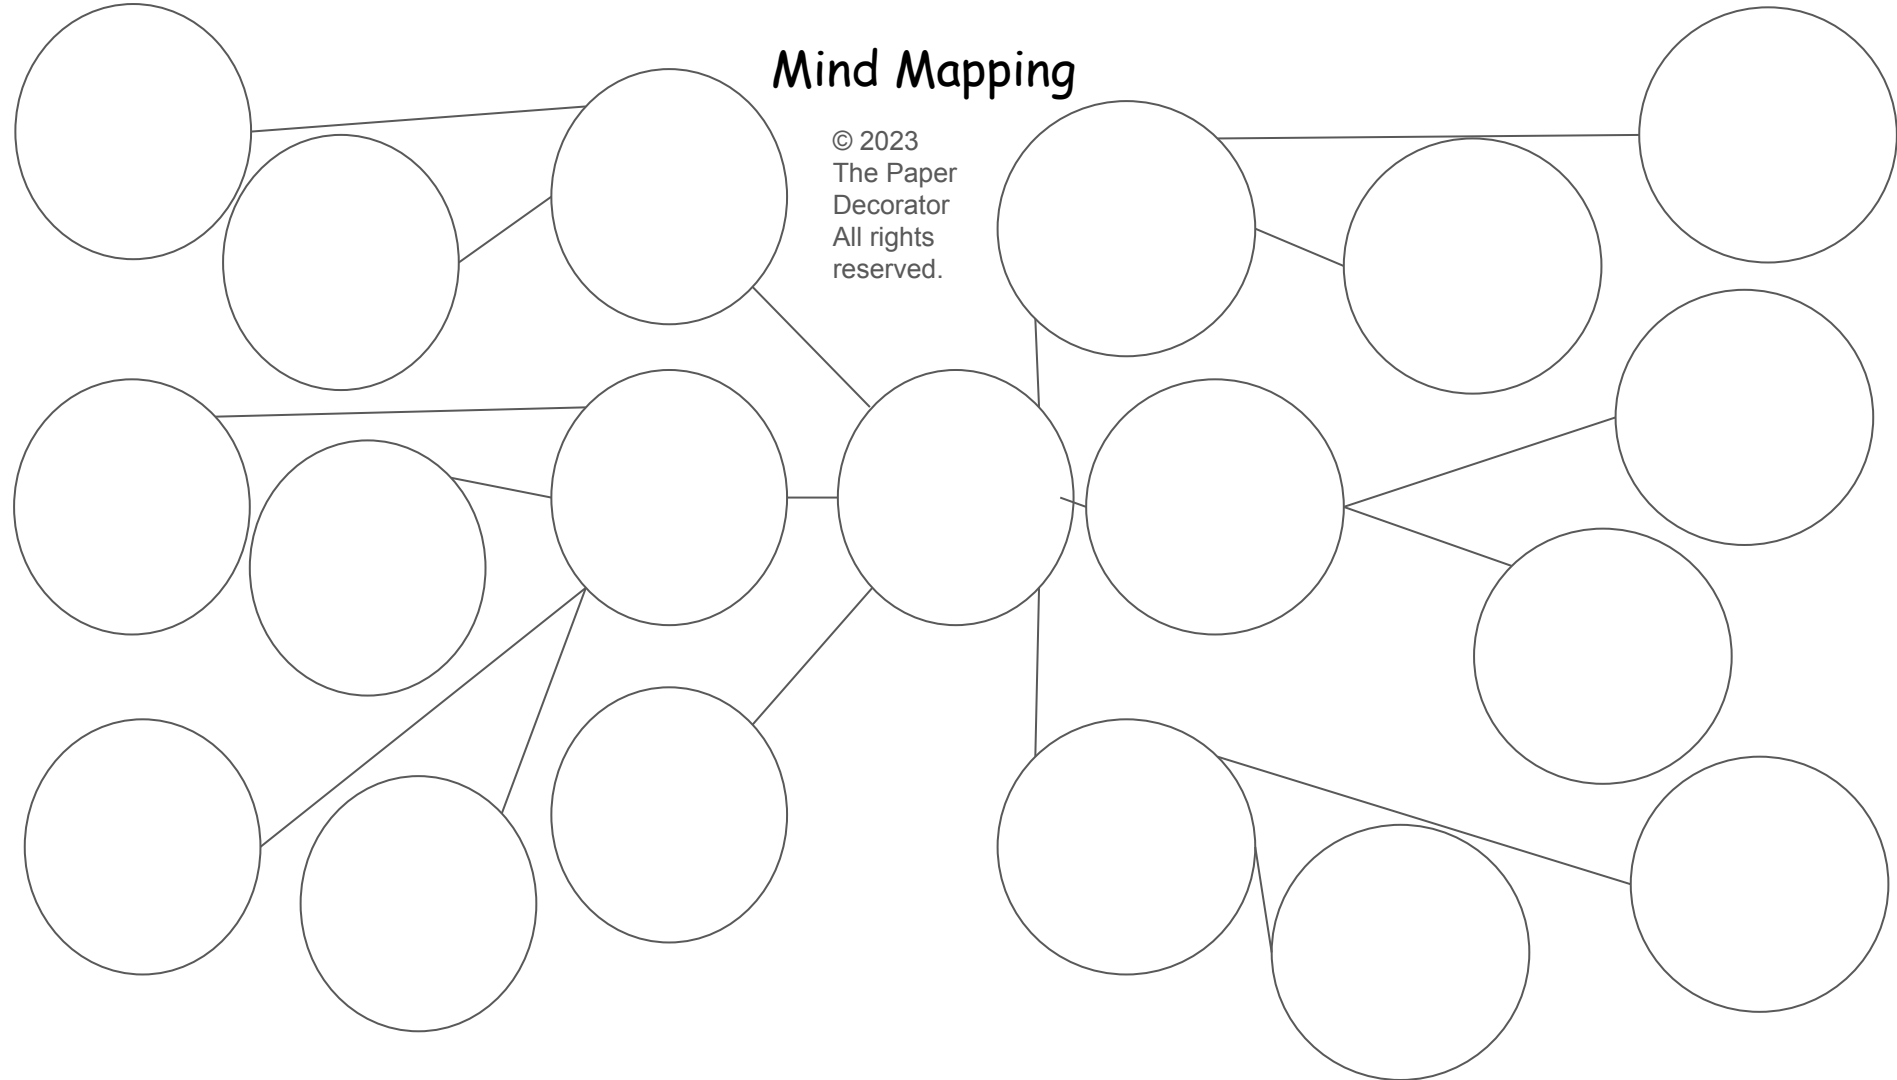 Mind Mapping
© 2023
The Paper
Decorator
All rights
reserved.